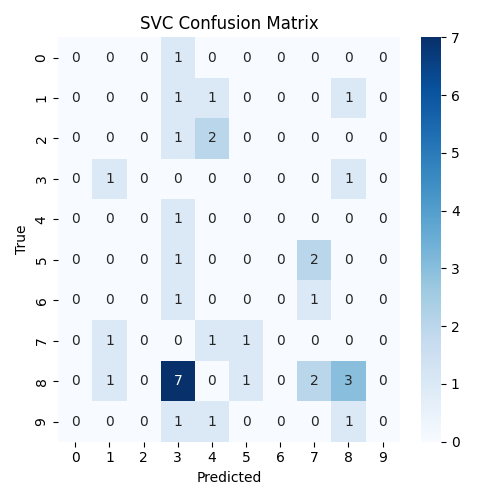 SVC Confusion Matrix
0 0 0 0 1 0 0 0 0 0 0
1 0 0 0 1 1 0 0 0 1 0
2 0 0 0 1 2 0 0 0 0 0
3 0 1 0 0 0 0 0 0 1 0
4 0 0 0 1 0 0 0 0 0 0
5 0 0 0 1 0 0 0 2 0 0
6 0 0 0 1 0 0 0 1 0 0
7 0 1 0 0 1 1 0 0 0 0
8 0 1 0 7 0 1 0 2 3 0
9 0 0 0 1 1 0 0 0 1 0
0 1 2 3 4 5 6 7 8 9
Predicted
True
7
6
5
4
3
2
1
0